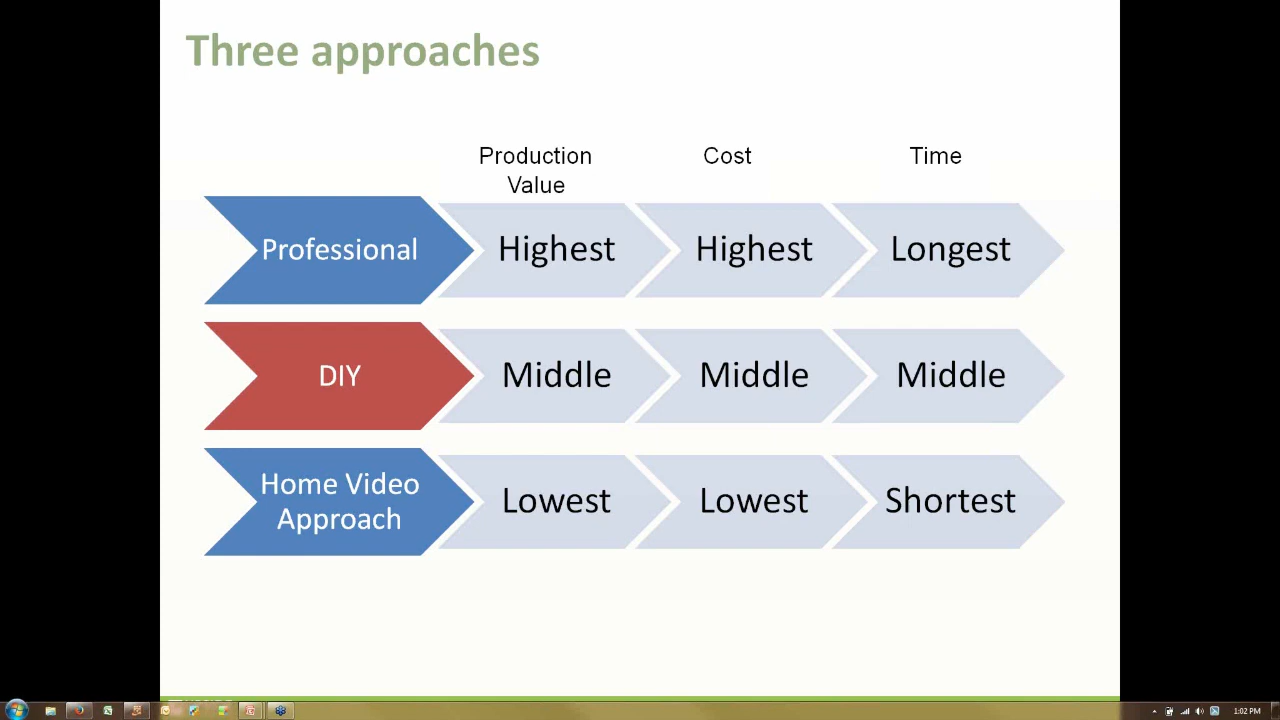 Three approaches
Production
Value
Cost
Time
Professional
Highest
Highest
Longest
DIY
Middle
Middle
Middle
Home Video
Approach
Lowest
Lowest
Shortest
1:02 PM